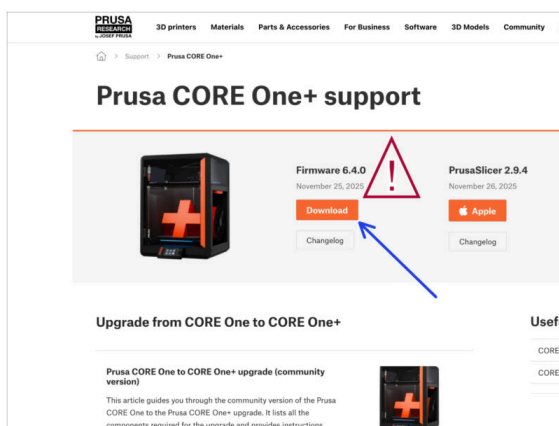 PRUSA
RESEARCH
by JOSEF PRUSA
3D printers Materials Parts & Accessories For Business Software 3D Models Community
Support > Prusa CORE One+
Prusa CORE One+ support
Firmware 6.4.0
November 25, 2025
Download
Changelog
PrusaSlicer 2.9.4
November 26, 2025
Apple
Changelog
Upgrade from CORE One to CORE One+
Prusa CORE One to CORE One+ upgrade (community
version)
This article guides you through the community version of the Prusa
CORE One to the Prusa CORE One+ upgrade. It lists all the
components required for the upgrade and provides instructions
Usef
CORE
CORE